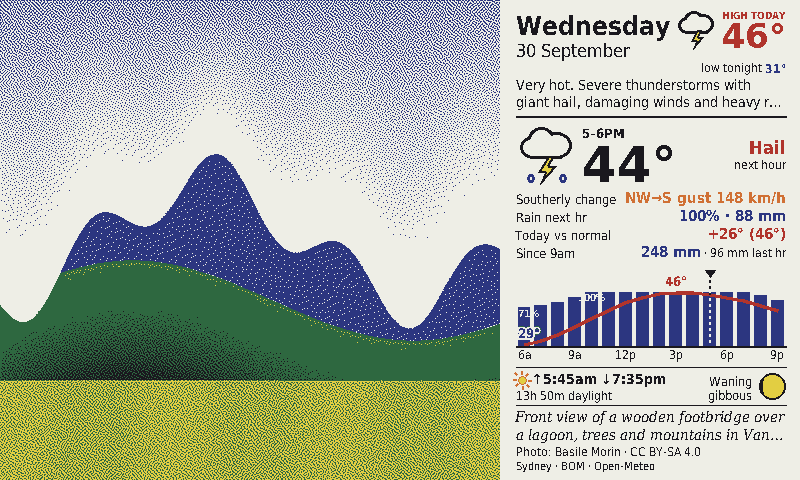 Wednesday
30 September
HIGH TODAY
46°
low tonight 31°
Very hot. Severe thunderstorms with
giant hail, damaging winds and heavy r…
5-6PM
44°
Hail
next hour
Southerly change NW→S gust 148 km/h
Rain next hr 100% · 88 mm
Today vs normal +26° (46°)
Since 9am 248 mm · 96 mm last hr
46°
100%
71%
29°
6a 9a 12p 3p 6p 9p
↑5:45am ↓7:35pm
13h 50m daylight
Waning
gibbous
Front view of a wooden footbridge over
a lagoon, trees and mountains in Van…
Photo: Basile Morin · CC BY-SA 4.0
Sydney · BOM · Open-Meteo